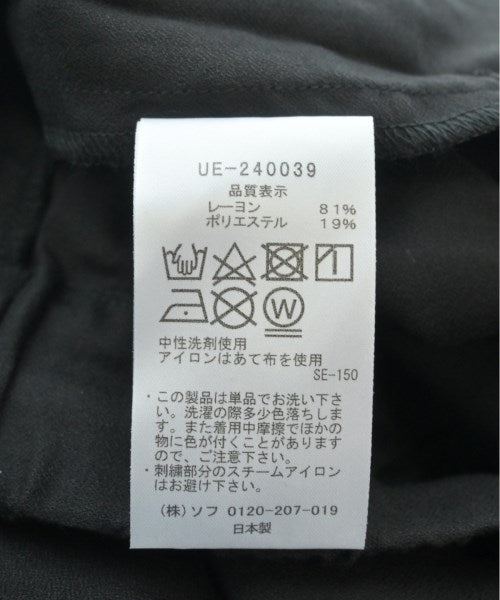 UE-240039
品質表示
レーヨン 81%
ポリエステル 19%
W
中性洗剤使用
アイロンはあて布を使用
SE-150
・この製品は単品でお洗い下さ
い。洗濯の際多少色落ちしま
す。また着用中摩擦でほかの
物に色が付くことがあります
ので、ご注意下さい。
・刺繍部分のスチームアイロン
はお避け下さい。
(株)ソフ 0120-207-019
日本製